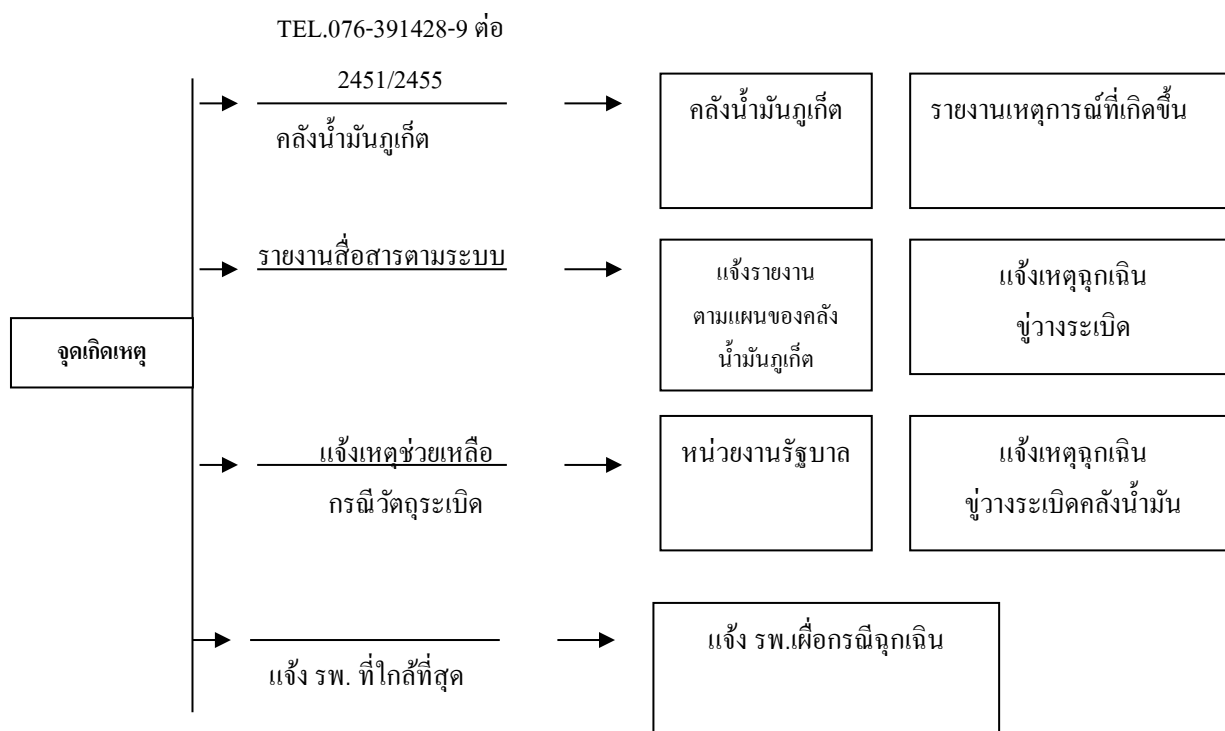 TEL.076-391428-9 ต่อ
2451/2455
คลังน้ำมันภูเก็ต
คลังน้ำมันภูเก็ต
รายงานเหตุการณ์ที่เกิดขึ้น
รายงานสื่อสารตามระบบ
แจ้งรายงาน
ตามแผนของคลัง
น้ำมันภูเก็ต
แจ้งเหตุฉุกเฉิน
ขู่วางระเบิด
จุดเกิดเหตุ
แจ้งเหตุช่วยเหลือ
กรณีวัตถุระเบิด
หน่วยงานรัฐบาล
แจ้งเหตุฉุกเฉิน
ขู่วางระเบิดคลังน้ำมัน
แจ้ง รพ. ที่ใกล้ที่สุด
แจ้ง รพ.เผื่อกรณีฉุกเฉิน